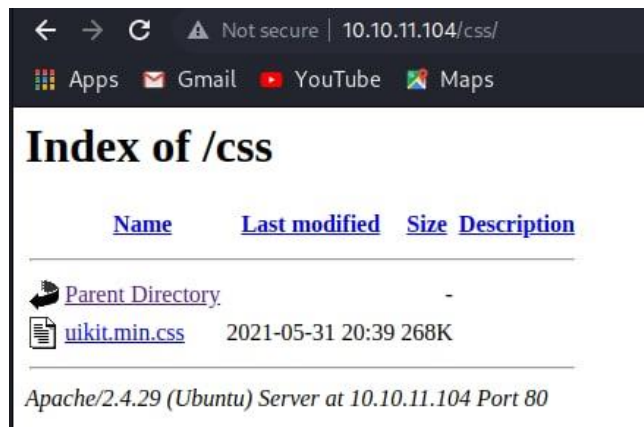 Not secure | 10.10.11.104/css/
Apps Gmail YouTube Maps
Index of /css
Name Last modified Size Description
Parent Directory -
uikit.min.css 2021-05-31 20:39 268K
Apache/2.4.29 (Ubuntu) Server at 10.10.11.104 Port 80